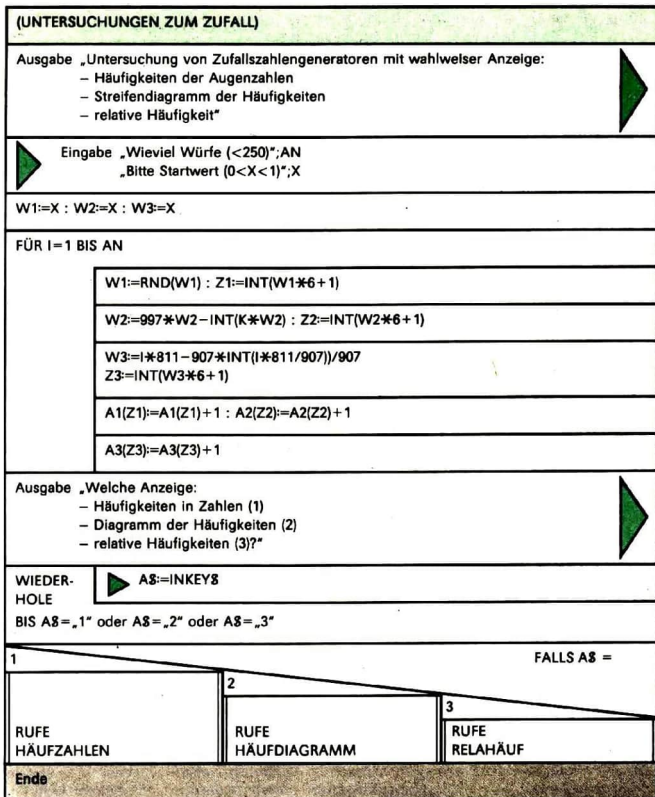 (UNTERSUCHUNGEN ZUM ZUFALL)
Ausgabe „Untersuchung von Zufallszahlengeneratoren mit wahlweiser Anzeige:
– Häufigkeiten der Augenzahlen
– Streifendiagramm der Häufigkeiten
– relative Häufigkeit"
Eingabe „Wieviel Würfe (<250)";AN
„Bitte Startwert (0<X<1)";X
W1:=X : W2:=X : W3:=X
FÜR I=1 BIS AN
W1:=RND(W1) : Z1:=INT(W1*6+1)
W2:=997*W2−INT(K*W2) : Z2:=INT(W2*6+1)
W3:=I*811−907*INT(I*811/907))/907
Z3:=INT(W3*6+1)
A1(Z1):=A1(Z1)+1 : A2(Z2):=A2(Z2)+1
A3(Z3):=A3(Z3)+1
Ausgabe „Welche Anzeige:
– Häufigkeiten in Zahlen (1)
– Diagramm der Häufigkeiten (2)
– relative Häufigkeiten (3)?"
WIEDER-
HOLE
A$:=INKEY$
BIS A$=„1" oder A$=„2" oder A$=„3"
FALLS A$ =
1
2
3
RUFE
HÄUFZAHLEN
RUFE
HÄUFDIAGRAMM
RUFE
RELAHÄUF
Ende